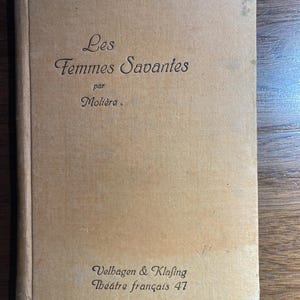 Les
Femmes Savantes
par
Molière.
Velhagen & Klasing
Théâtre français 47